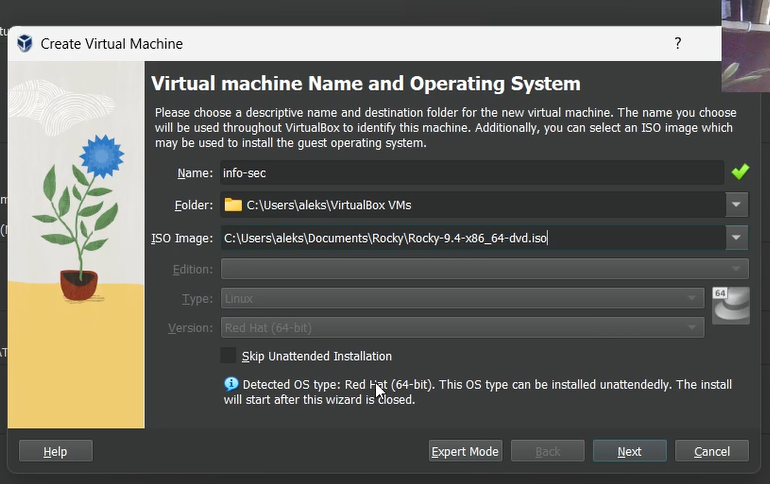 Create Virtual Machine
?
Virtual machine Name and Operating System
Please choose a descriptive name and destination folder for the new virtual machine. The name you choose
will be used throughout VirtualBox to identify this machine. Additionally, you can select an ISO image which
may be used to install the guest operating system.
Name: info-sec
Folder: C:\Users\aleks\VirtualBox VMs
ISO Image: C:\Users\aleks\Documents\Rocky\Rocky-9.4-x86_64-dvd.iso
Edition:
Type: Linux
64
Version: Red Hat (64-bit)
Skip Unattended Installation
Detected OS type: Red Hat (64-bit). This OS type can be installed unattendedly. The install
will start after this wizard is closed.
Help Expert Mode Back Next Cancel